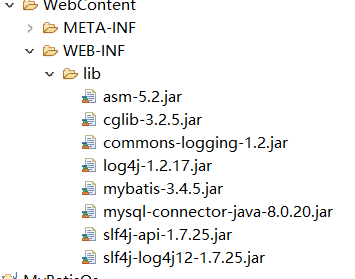 WebContent
META-INF
WEB-INF
lib
asm-5.2.jar
cglib-3.2.5.jar
commons-logging-1.2.jar
log4j-1.2.17.jar
mybatis-3.4.5.jar
mysql-connector-java-8.0.20.jar
slf4j-api-1.7.25.jar
slf4j-log4j12-1.7.25.jar